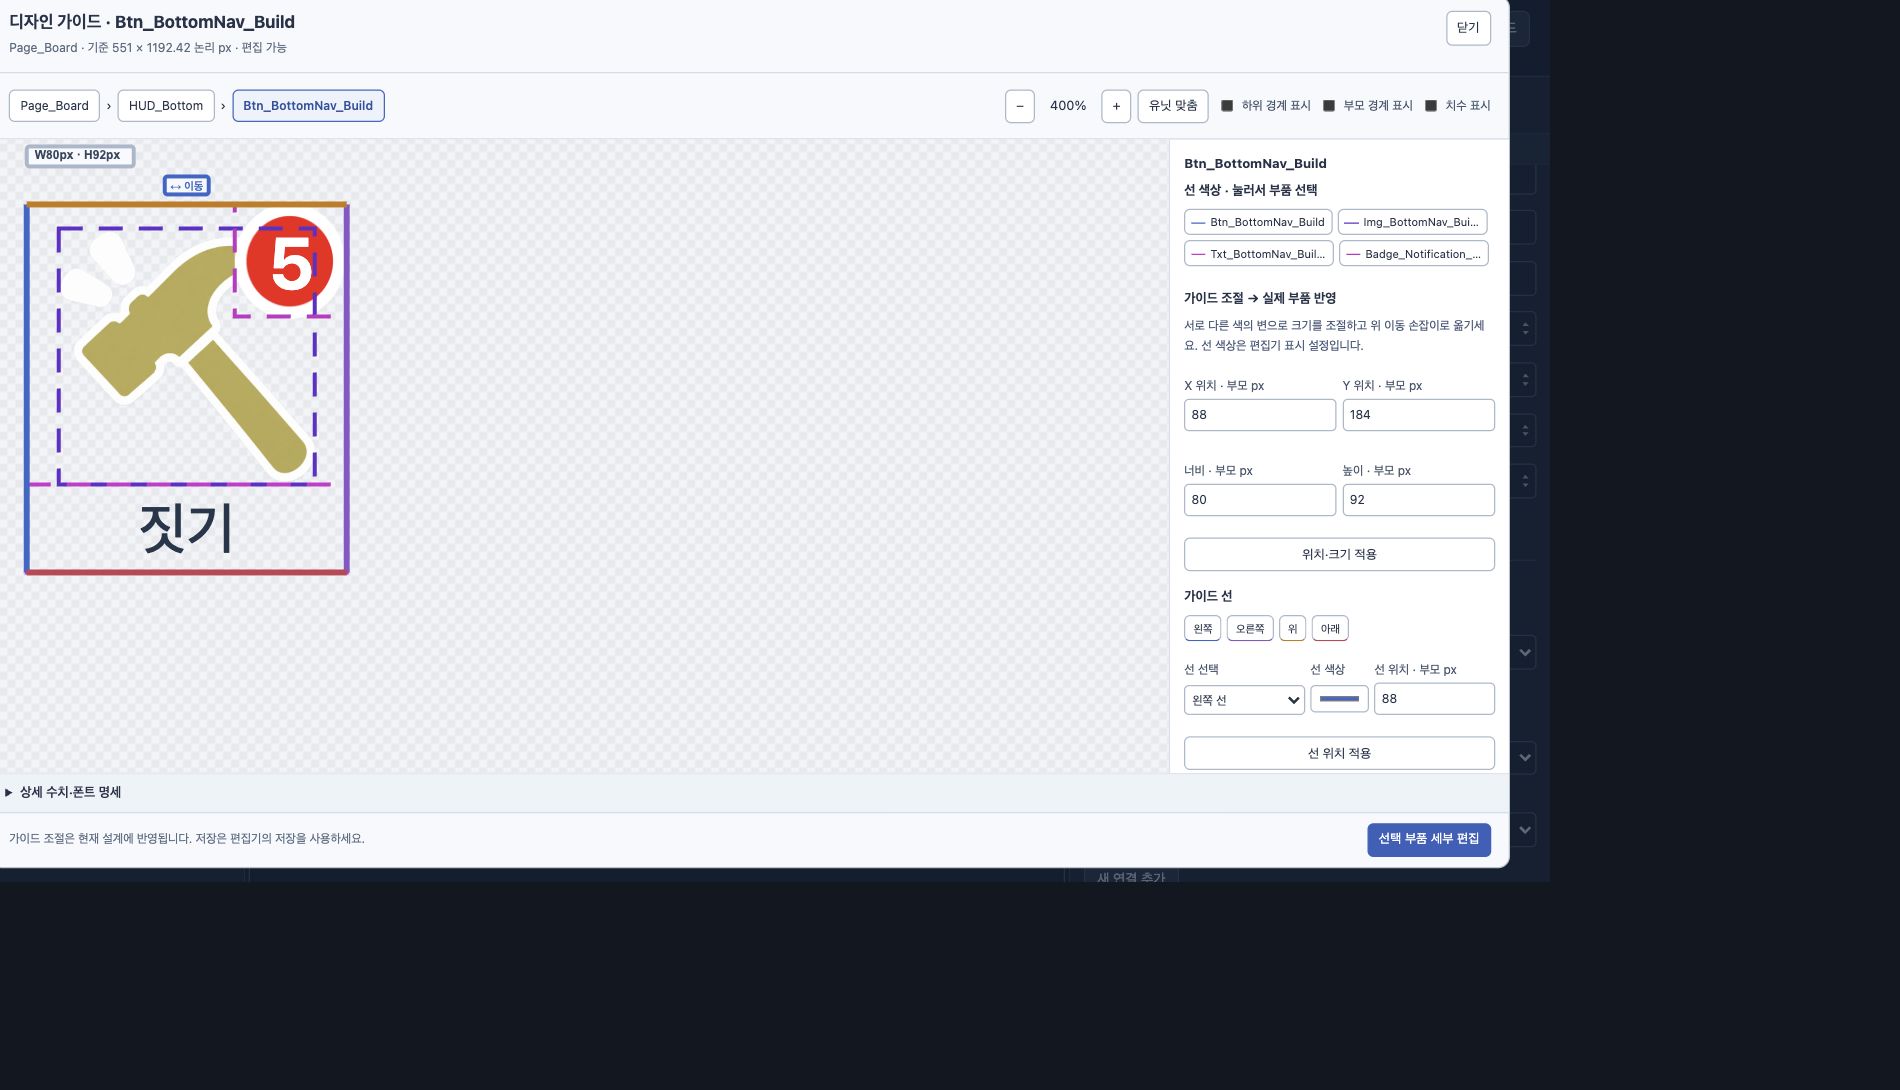 디자인 가이드 · Btn_BottomNav_Build
닫기
Page_Board · 기준 551 × 1192.42 논리 px · 편집 가능
Page_Board › HUD_Bottom › Btn_BottomNav_Build
− 400% + 유닛 맞춤 하위 경계 표시 부모 경계 표시 치수 표시
W80px · H92px
↔ 이동
5
짓기
Btn_BottomNav_Build
선 색상 · 눌러서 부품 선택
Btn_BottomNav_Build Img_BottomNav_Bui...
Txt_BottomNav_Buil... Badge_Notification_...
가이드 조절 → 실제 부품 반영
서로 다른 색의 변으로 크기를 조절하고 위 이동 손잡이로 옮기세
요. 선 색상은 편집기 표시 설정입니다.
X 위치 · 부모 px Y 위치 · 부모 px
88 184
너비 · 부모 px 높이 · 부모 px
80 92
위치·크기 적용
가이드 선
왼쪽 오른쪽 위 아래
선 선택 선 색상 선 위치 · 부모 px
왼쪽 선 88
선 위치 적용
▶ 상세 수치·폰트 명세
가이드 조절은 현재 설계에 반영됩니다. 저장은 편집기의 저장을 사용하세요.
선택 부품 세부 편집
새 연결 추가